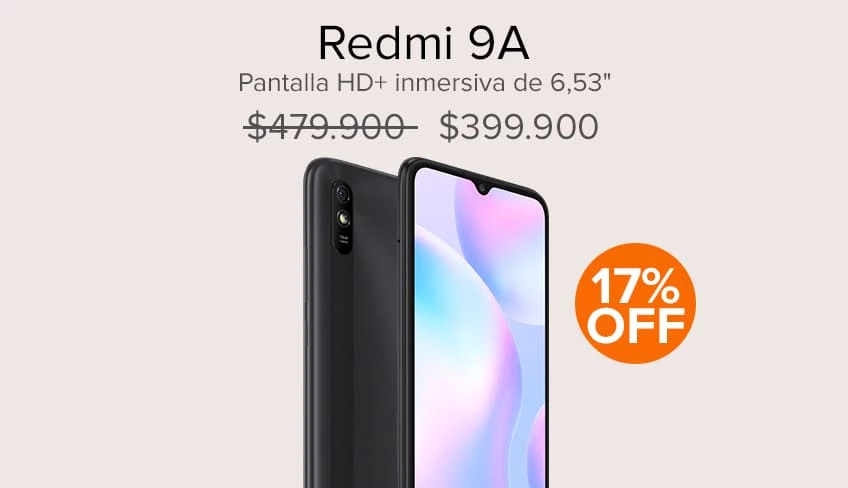 Redmi 9A
Pantalla HD+ inmersiva de 6,53"
$479.900 $399.900
17%
OFF